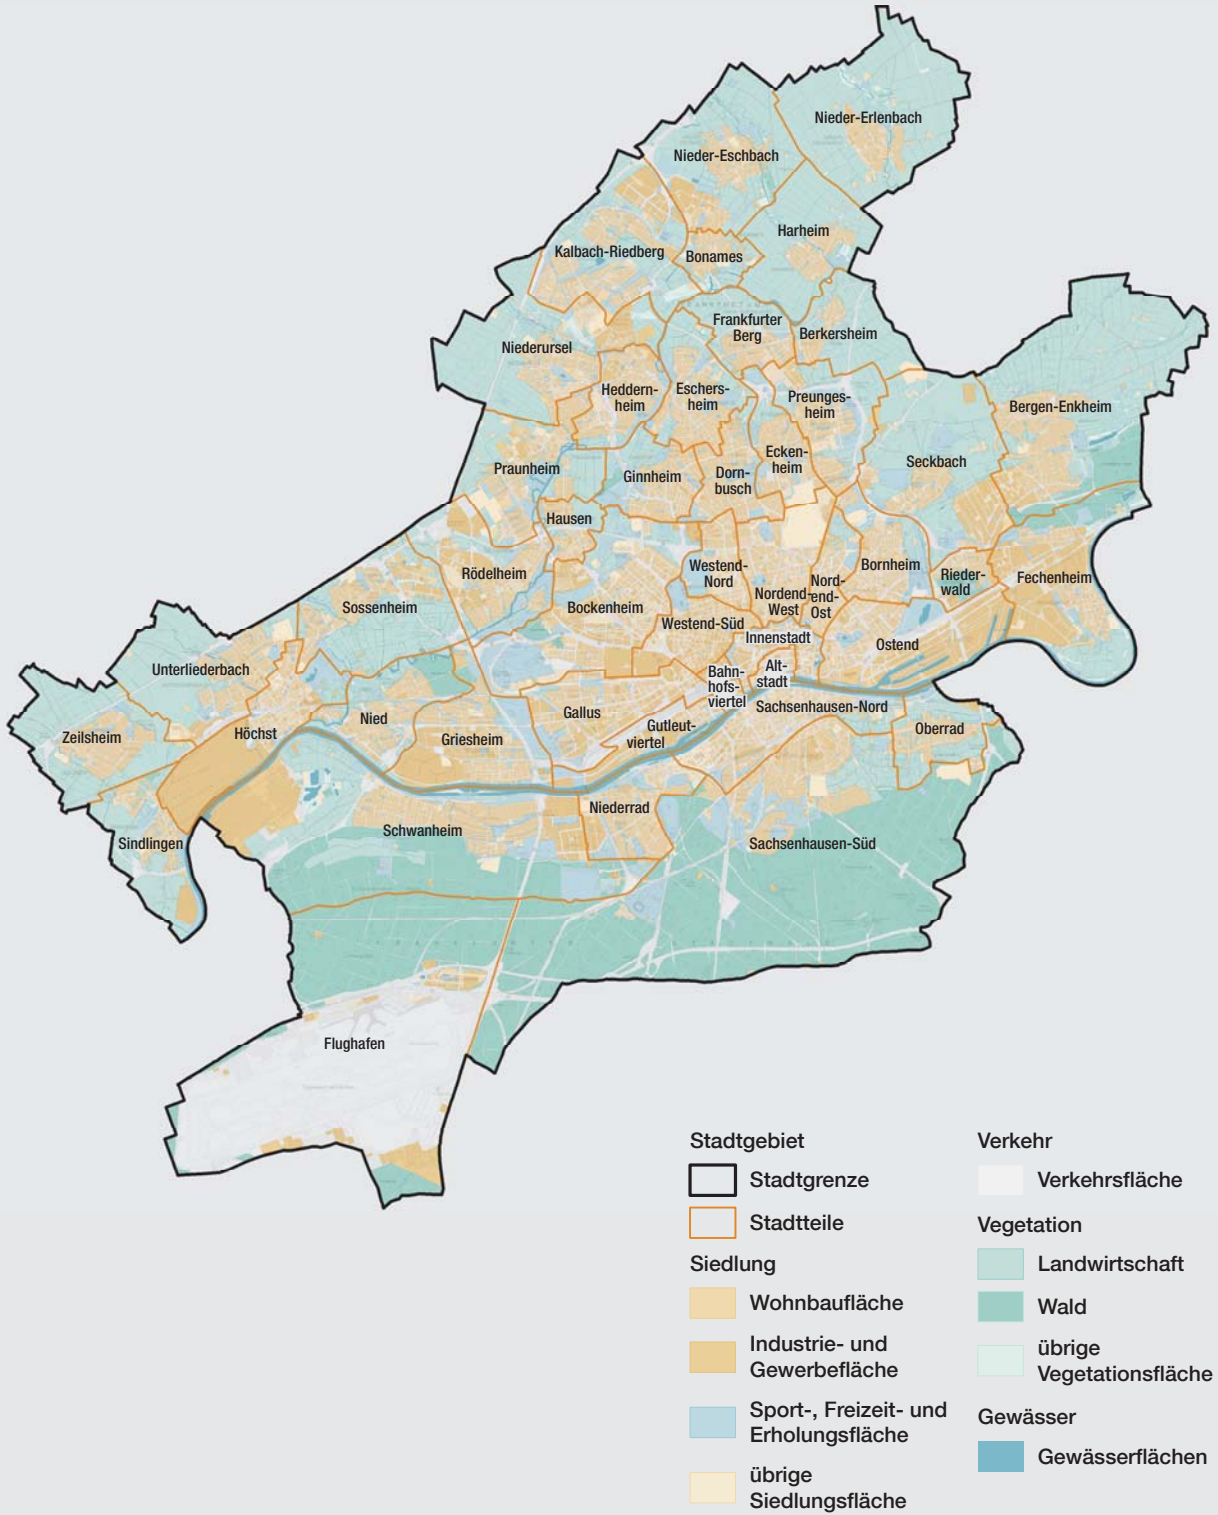 Nieder-Erlenbach
Nieder-Eschbach
Harheim
Kalbach-Riedberg
Bonames
Frankfurter
Berg
Berkersheim
Niederursel
Heddern-
heim
Eschers-
heim
Preunges-
heim
Bergen-Enkheim
Praunheim
Ginnheim
Dorn-
busch
Ecken-
heim
Seckbach
Hausen
Rödelheim
Westend-
Nord
Bornheim
Rieder-
wald
Fechenheim
Sossenheim
Bockenheim
Nordend-
West
Nord-
end-
Ost
Westend-Süd
Innenstadt
Ostend
Unterliederbach
Bahn-
hofs-
viertel
Alt-
stadt
Sachsenhausen-Nord
Zeilsheim
Höchst
Nied
Griesheim
Gallus
Gutleut-
viertel
Oberrad
Niederrad
Sindlingen
Schwanheim
Sachsenhausen-Süd
Flughafen
Stadtgebiet
Stadtgrenze
Stadtteile
Siedlung
Wohnbaufläche
Industrie- und
Gewerbefläche
Sport-, Freizeit- und
Erholungsfläche
übrige
Siedlungsfläche
Verkehr
Verkehrsfläche
Vegetation
Landwirtschaft
Wald
übrige
Vegetationsfläche
Gewässer
Gewässerflächen